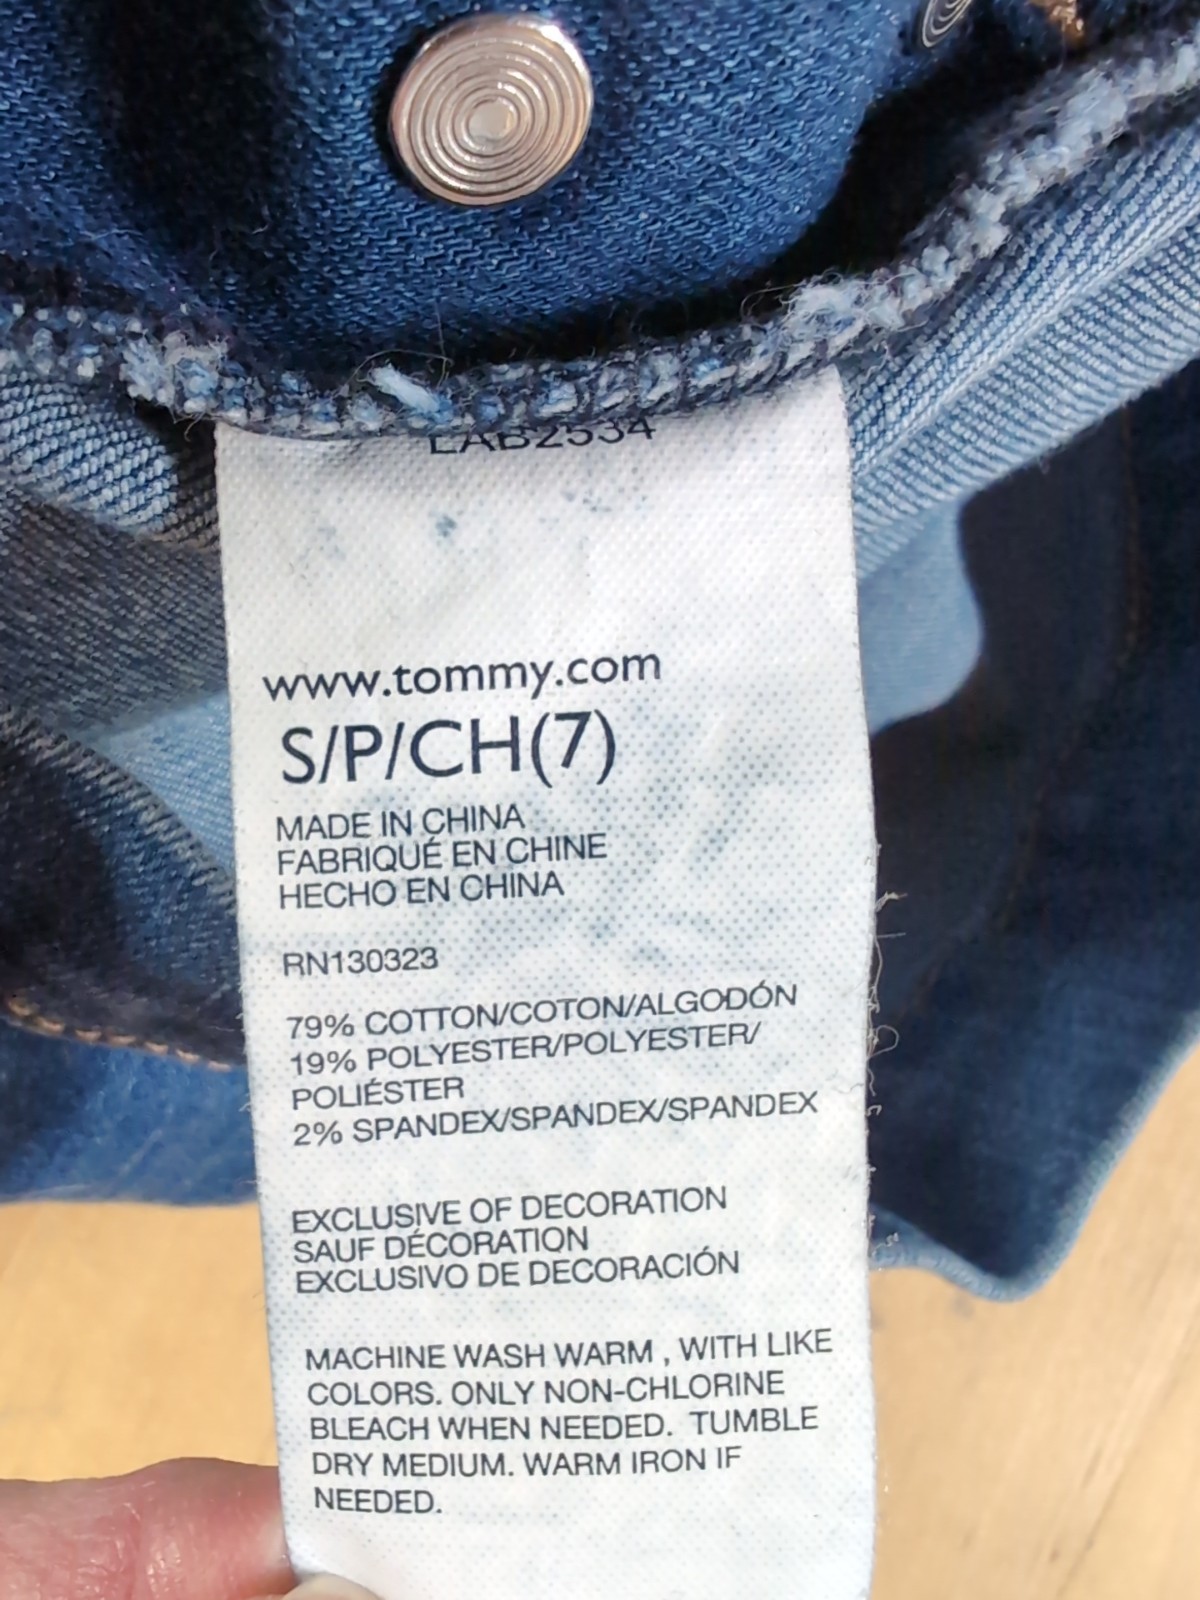 LAB2534
www.tommy.com
S/P/CH(7)
MADE IN CHINA
FABRIQUÉ EN CHINE
HECHO EN CHINA
RN130323
79% COTTON/COTON/ALGODÓN
19% POLYESTER/POLYESTER/
POLIÉSTER
2% SPANDEX/SPANDEX/SPANDEX
EXCLUSIVE OF DECORATION
SAUF DÉCORATION
EXCLUSIVO DE DECORACIÓN
MACHINE WASH WARM , WITH LIKE
COLORS. ONLY NON-CHLORINE
BLEACH WHEN NEEDED. TUMBLE
DRY MEDIUM. WARM IRON IF
NEEDED.